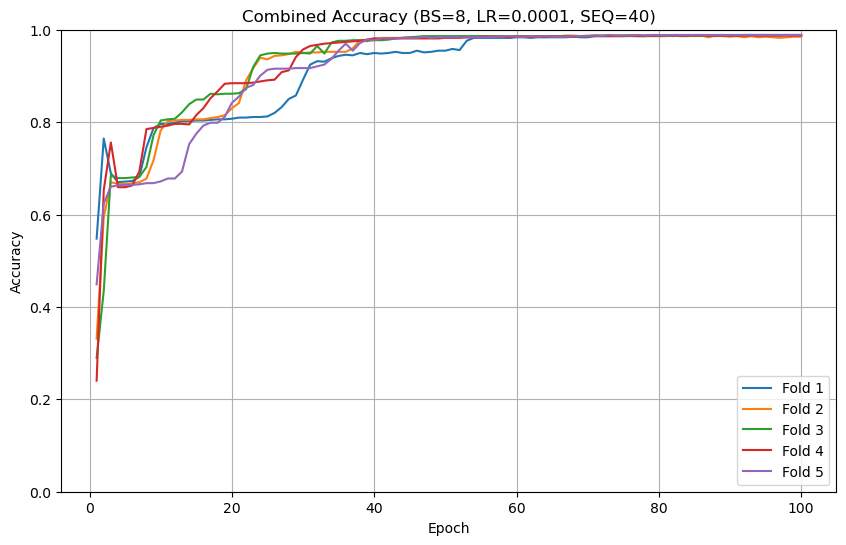 Combined Accuracy (BS=8, LR=0.0001, SEQ=40)
Accuracy
1.0
0.8
0.6
0.4
0.2
0.0
0 20 40 60 80 100
Epoch
Fold 1
Fold 2
Fold 3
Fold 4
Fold 5